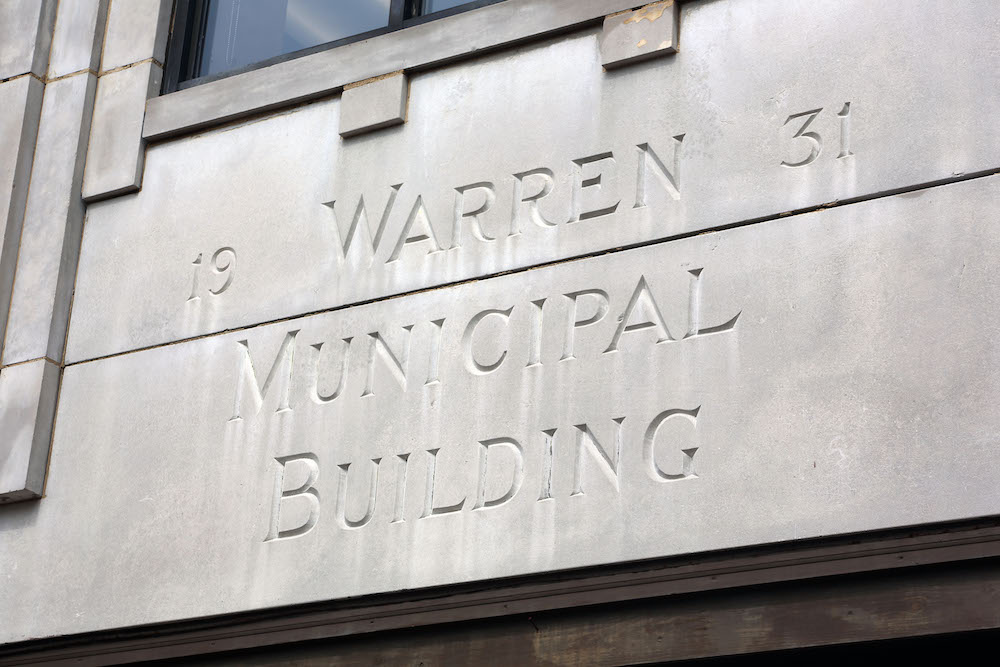 19 WARREN 31
MUNICIPAL
BUILDING